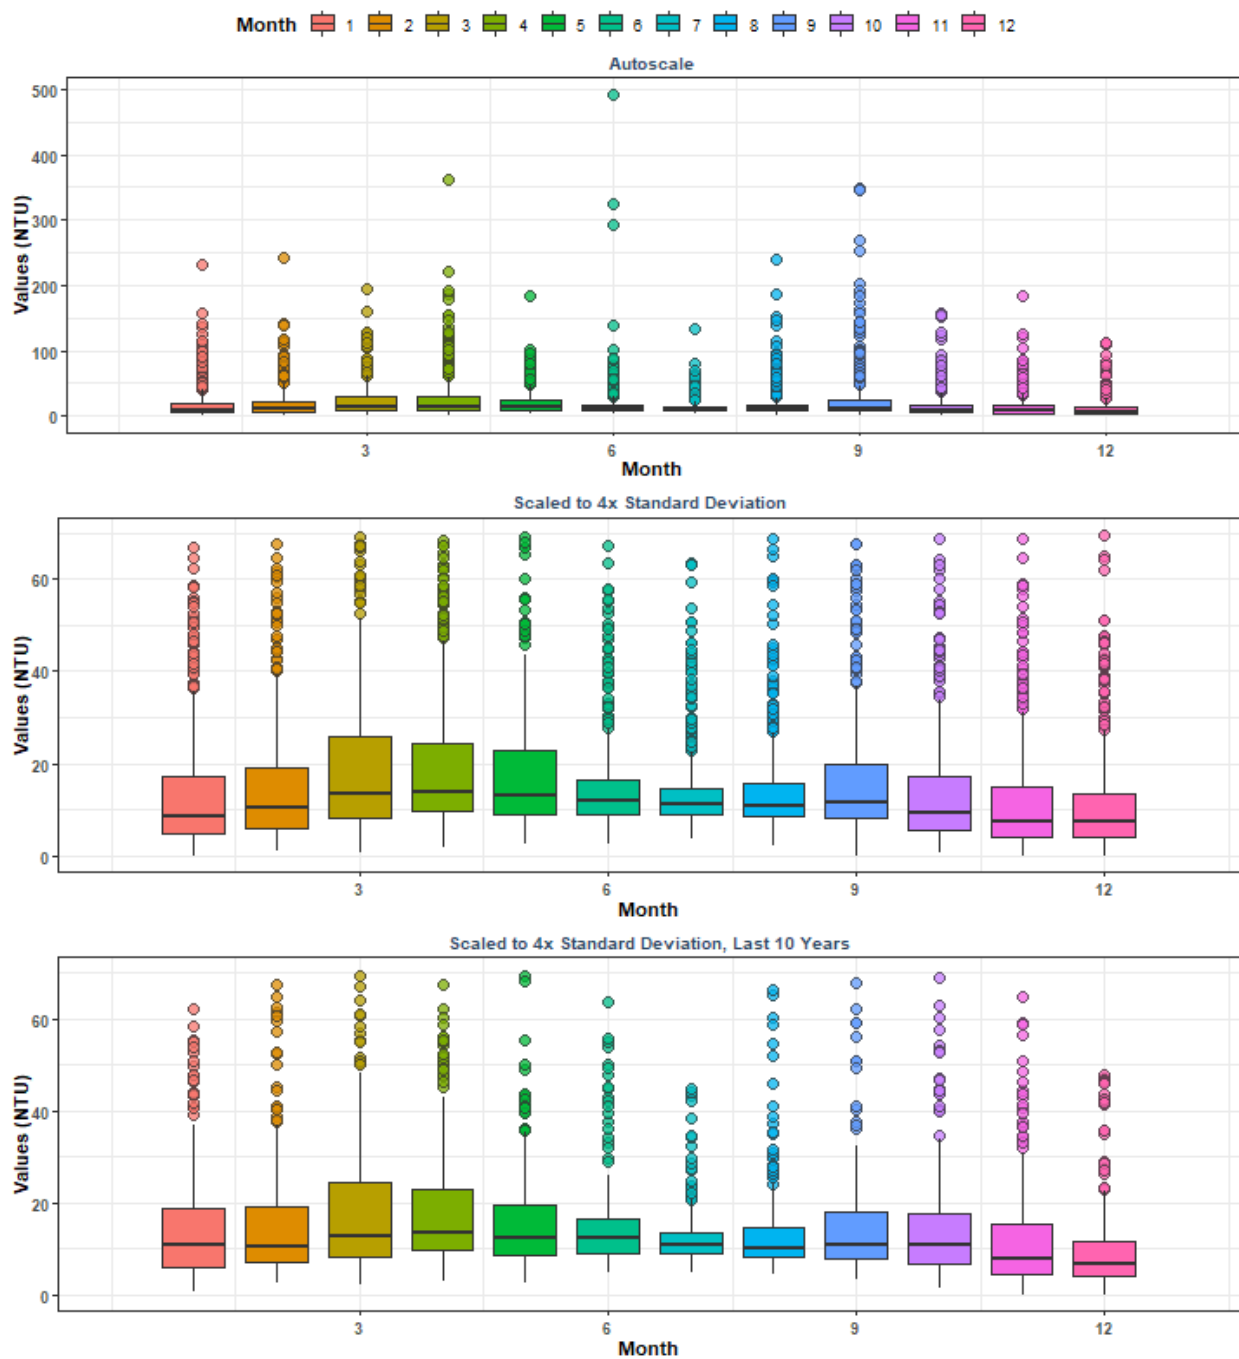 Month 1 2 3 4 5 6 7 8 9 10 11 12
Autoscale
Values (NTU)
500
400
300
200
100
0
3 6 9 12
Month
Scaled to 4x Standard Deviation
Values (NTU)
60
40
20
0
3 6 9 12
Month
Scaled to 4x Standard Deviation, Last 10 Years
Values (NTU)
60
40
20
0
3 6 9 12
Month